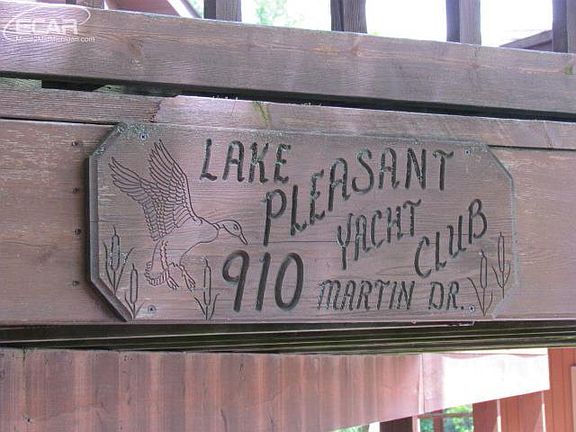 ECAR
LAKE PLEASANT
YACHT CLUB
910 MARTIN DR.